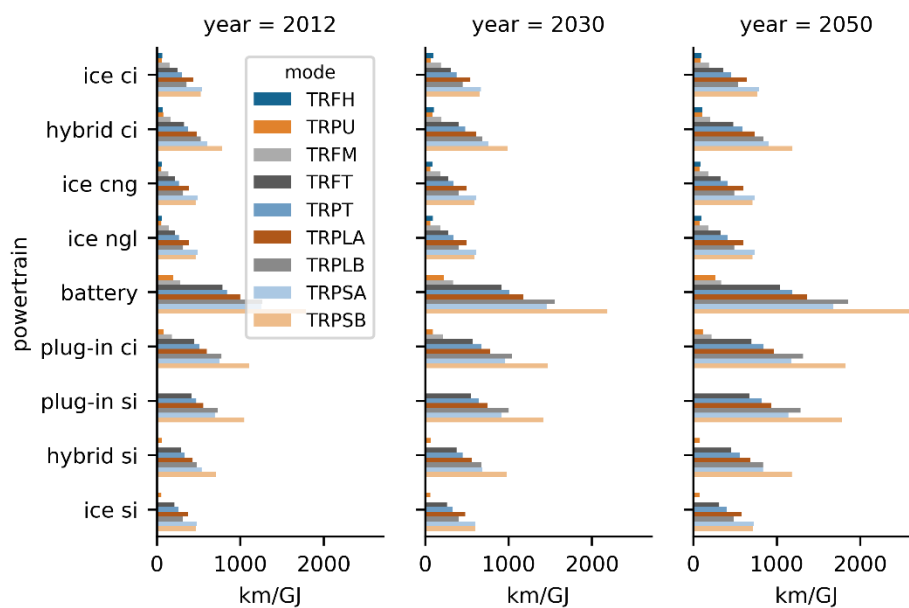 year = 2012 year = 2030 year = 2050
mode
TRFH
TRPU
TRFM
TRFT
TRPT
TRPLA
TRPLB
TRPSA
TRPSB
powertrain
ice ci
hybrid ci
ice cng
ice ngl
battery
plug-in ci
plug-in si
hybrid si
ice si
0 1000 2000 0 1000 2000 0 1000 2000
km/GJ km/GJ km/GJ